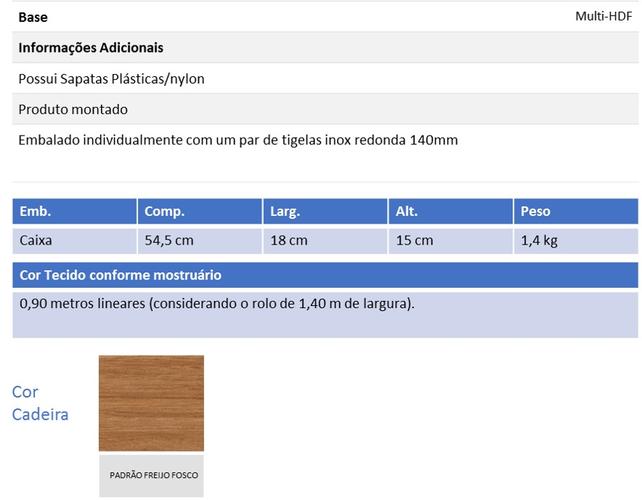 Base Multi-HDF
Informações Adicionais
Possui Sapatas Plásticas/nylon
Produto montado
Embalado individualmente com um par de tigelas inox redonda 140mm
Emb. Comp. Larg. Alt. Peso
Caixa 54,5 cm 18 cm 15 cm 1,4 kg
Cor Tecido conforme mostruário
0,90 metros lineares (considerando o rolo de 1,40 m de largura).
Cor
Cadeira
PADRÃO FREIJO FOSCO